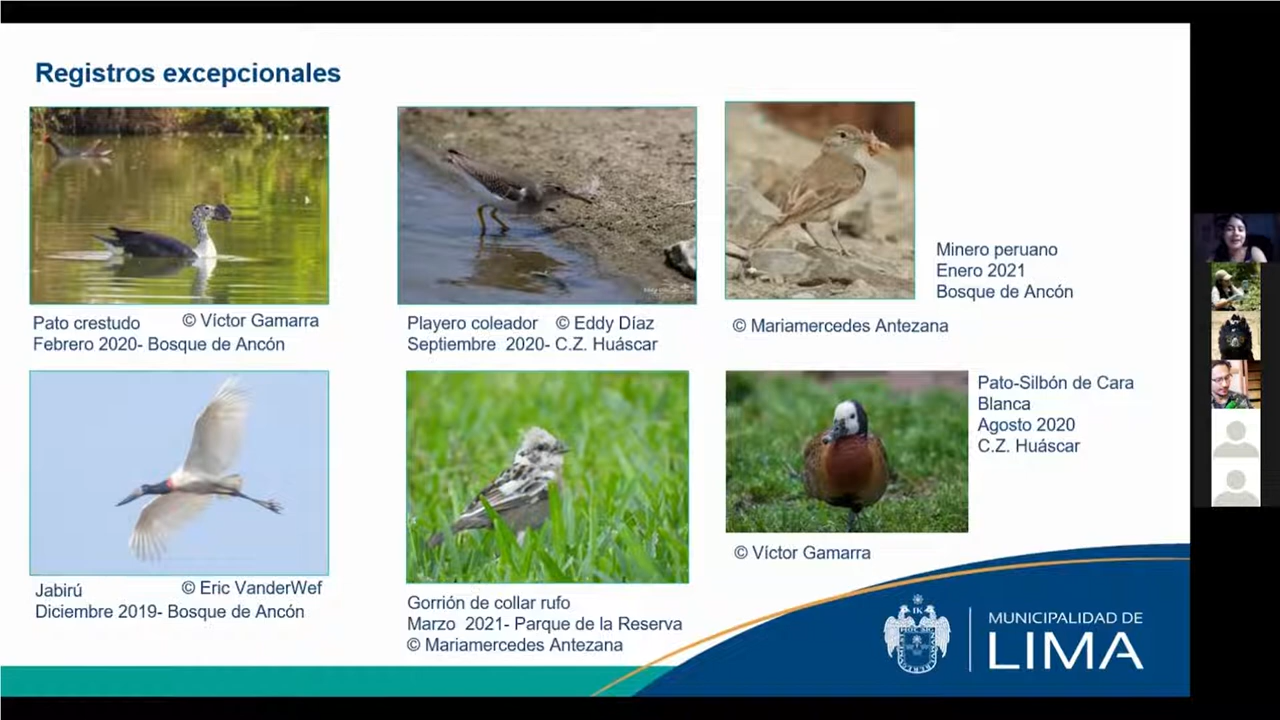 Registros excepcionales
Pato crestudo © Víctor Gamarra
Febrero 2020- Bosque de Ancón
Playero coleador © Eddy Díaz
Septiembre 2020- C.Z. Huáscar
Minero peruano
Enero 2021
Bosque de Ancón
© Mariamercedes Antezana
Jabirú © Eric VanderWef
Diciembre 2019- Bosque de Ancón
Gorrión de collar rufo
Marzo 2021- Parque de la Reserva
© Mariamercedes Antezana
Pato-Silbón de Cara
Blanca
Agosto 2020
C.Z. Huáscar
© Víctor Gamarra
MUNICIPALIDAD DE
LIMA